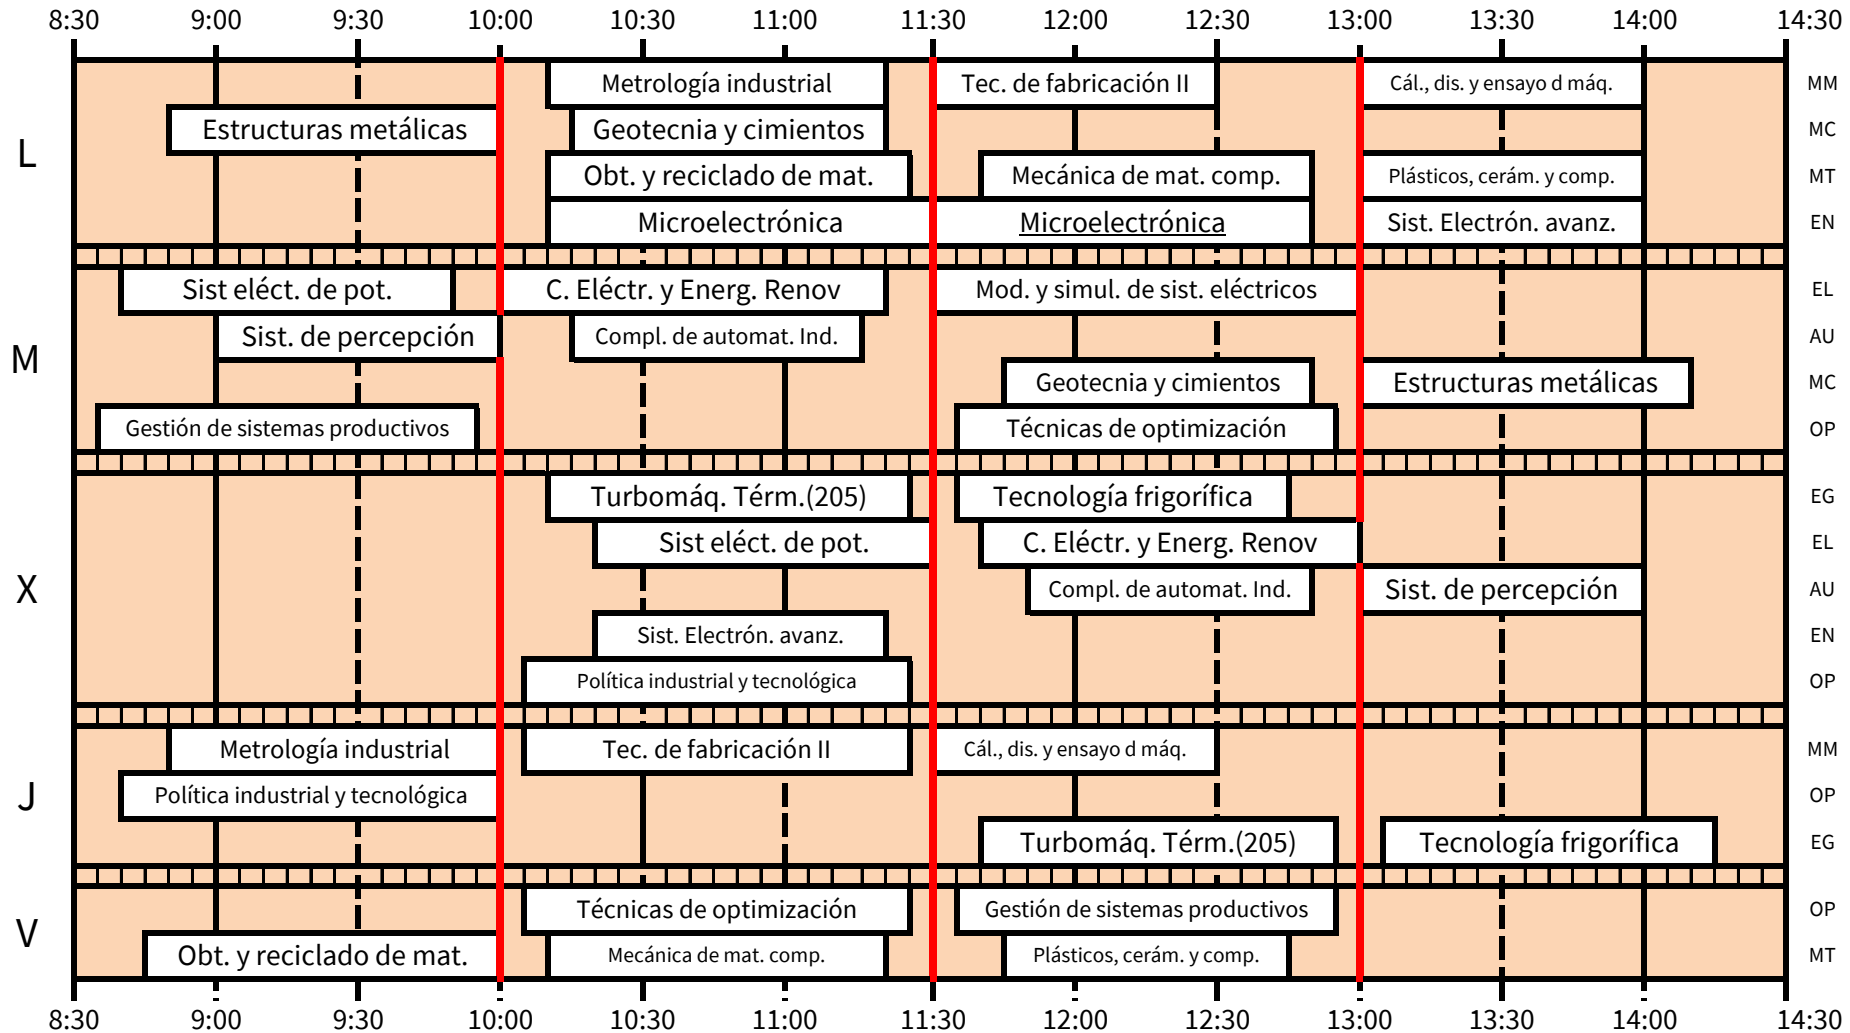 8:30 9:00 9:30 10:00 10:30 11:00 11:30 12:00 12:30 13:00 13:30 14:00 14:30
L
Metrología industrial Tec. de fabricación II Cál., dis. y ensayo d máq. MM
Estructuras metálicas Geotecnia y cimientos MC
Obt. y reciclado de mat. Mecánica de mat. comp. Plásticos, cerám. y comp. MT
Microelectrónica Microelectrónica Sist. Electrón. avanz. EN
M
Sist eléct. de pot. C. Eléctr. y Energ. Renov Mod. y simul. de sist. eléctricos EL
Sist. de percepción Compl. de automat. Ind. AU
Geotecnia y cimientos Estructuras metálicas MC
Gestión de sistemas productivos Técnicas de optimización OP
X
Turbomáq. Térm.(205) Tecnología frigorífica EG
Sist eléct. de pot. C. Eléctr. y Energ. Renov EL
Compl. de automat. Ind. Sist. de percepción AU
Sist. Electrón. avanz. EN
Política industrial y tecnológica OP
J
Metrología industrial Tec. de fabricación II Cál., dis. y ensayo d máq. MM
Política industrial y tecnológica OP
Turbomáq. Térm.(205) Tecnología frigorífica EG
V
Técnicas de optimización Gestión de sistemas productivos OP
Obt. y reciclado de mat. Mecánica de mat. comp. Plásticos, cerám. y comp. MT
8:30 9:00 9:30 10:00 10:30 11:00 11:30 12:00 12:30 13:00 13:30 14:00 14:30